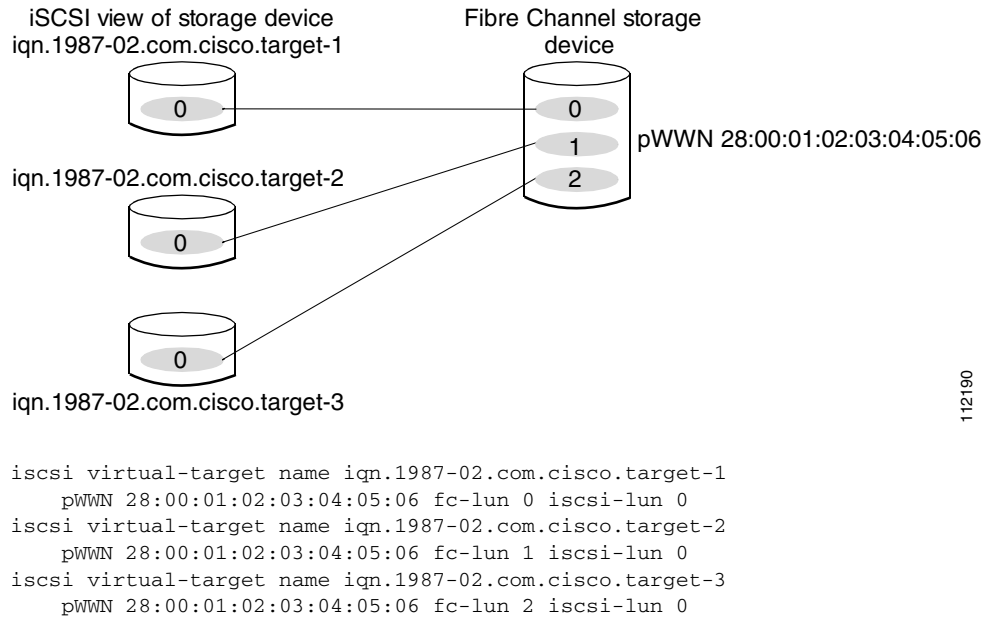 iSCSI view of storage device
iqn.1987-02.com.cisco.target-1
Fibre Channel storage
device
0
0
1
2
pWWN 28:00:01:02:03:04:05:06
iqn.1987-02.com.cisco.target-2
0
0
iqn.1987-02.com.cisco.target-3
112190
iscsi virtual-target name iqn.1987-02.com.cisco.target-1
    pWWN 28:00:01:02:03:04:05:06 fc-lun 0 iscsi-lun 0
iscsi virtual-target name iqn.1987-02.com.cisco.target-2
    pWWN 28:00:01:02:03:04:05:06 fc-lun 1 iscsi-lun 0
iscsi virtual-target name iqn.1987-02.com.cisco.target-3
    pWWN 28:00:01:02:03:04:05:06 fc-lun 2 iscsi-lun 0